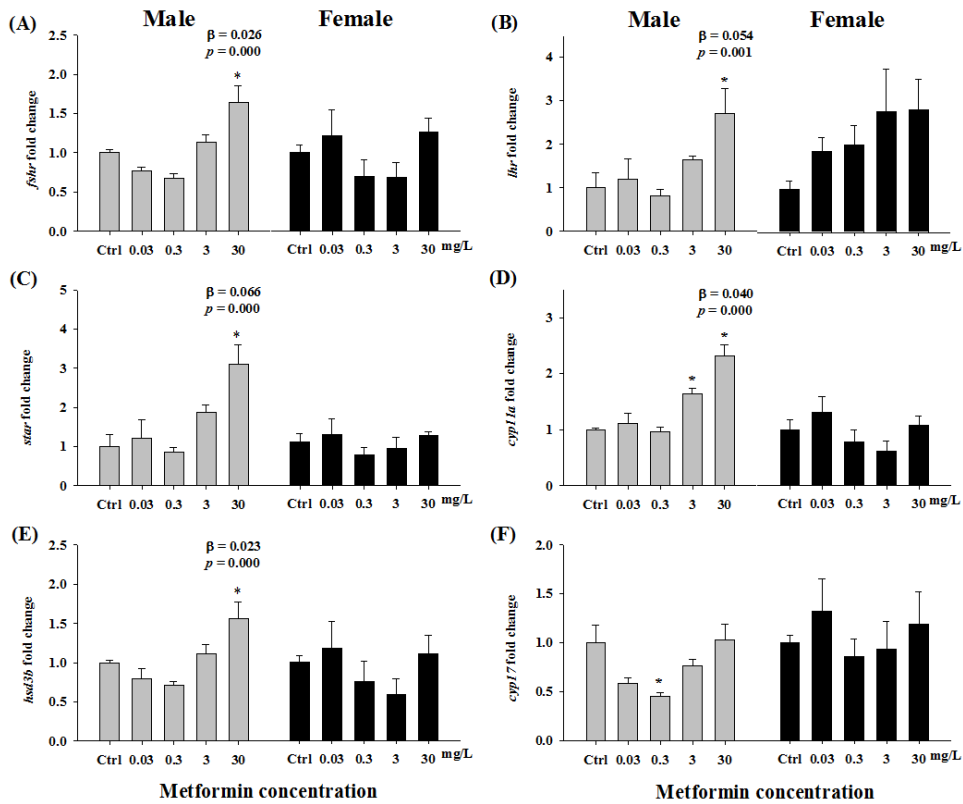 (A) Male Female
β = 0.026
p = 0.000
*
2.5
2.0
1.5
1.0
0.5
0.0
fshr fold change
Ctrl 0.03 0.3 3 30 Ctrl 0.03 0.3 3 30 mg/L
(B) Male Female
β = 0.054
p = 0.001
*
4
3
2
1
0
lhr fold change
Ctrl 0.03 0.3 3 30 Ctrl 0.03 0.3 3 30 mg/L
(C)
β = 0.066
p = 0.000
*
5
4
3
2
1
0
star fold change
Ctrl 0.03 0.3 3 30 Ctrl 0.03 0.3 3 30 mg/L
(D)
β = 0.040
p = 0.000
* *
3
2
1
0
cyp11a fold change
Ctrl 0.03 0.3 3 30 Ctrl 0.03 0.3 3 30 mg/L
(E)
β = 0.023
p = 0.000
*
2.5
2.0
1.5
1.0
0.5
0.0
hsd3b fold change
Ctrl 0.03 0.3 3 30 Ctrl 0.03 0.3 3 30 mg/L
Metformin concentration
(F)
*
2.0
1.5
1.0
0.5
0.0
cyp17 fold change
Ctrl 0.03 0.3 3 30 Ctrl 0.03 0.3 3 30 mg/L
Metformin concentration